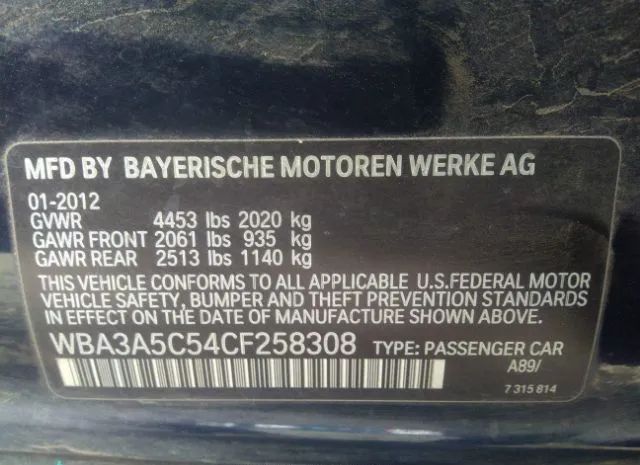 MFD BY BAYERISCHE MOTOREN WERKE AG
01-2012
GVWR 4453 lbs 2020 kg
GAWR FRONT 2061 lbs 935 kg
GAWR REAR 2513 lbs 1140 kg
THIS VEHICLE CONFORMS TO ALL APPLICABLE U.S.FEDERAL MOTOR
VEHICLE SAFETY, BUMPER AND THEFT PREVENTION STANDARDS
IN EFFECT ON THE DATE OF MANUFACTURE SHOWN ABOVE.
WBA3A5C54CF258308 TYPE: PASSENGER CAR
A89/
7 315 814